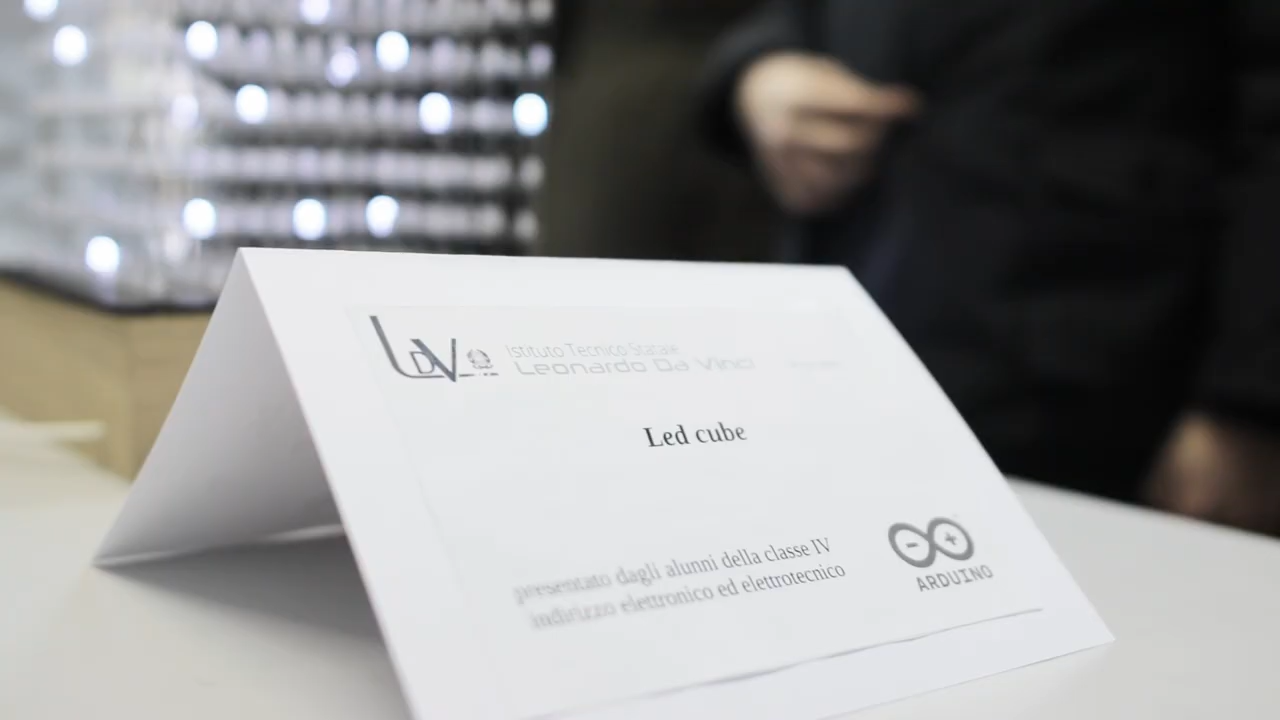 LDV
Istituto Tecnico Statale
Leonardo Da Vinci
Led cube
presentato dagli alunni della classe IV
indirizzo elettronico ed elettrotecnico
ARDUINO